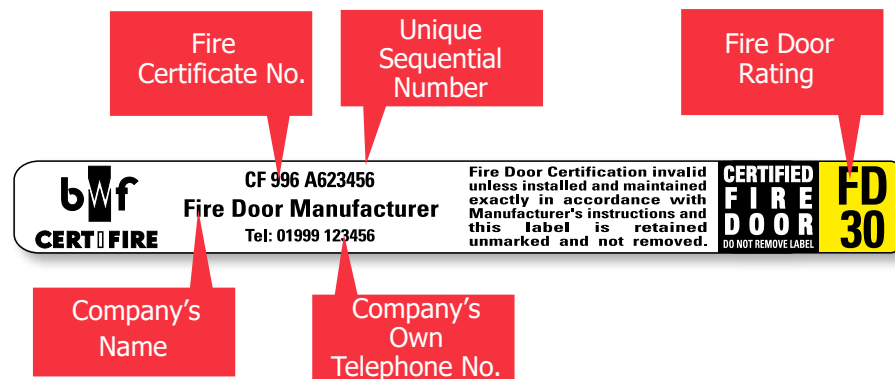 Fire
Certificate No.
Unique
Sequential
Number
Fire Door
Rating
bwf
CERTIFIRE
CF 996 A623456
Fire Door Manufacturer
Tel: 01999 123456
Fire Door Certification invalid
unless installed and maintained
exactly in accordance with
Manufacturer's instructions and
this label is retained
unmarked and not removed.
CERTIFIED
FIRE
DOOR
DO NOT REMOVE LABEL
FD
30
Company's
Name
Company's
Own
Telephone No.